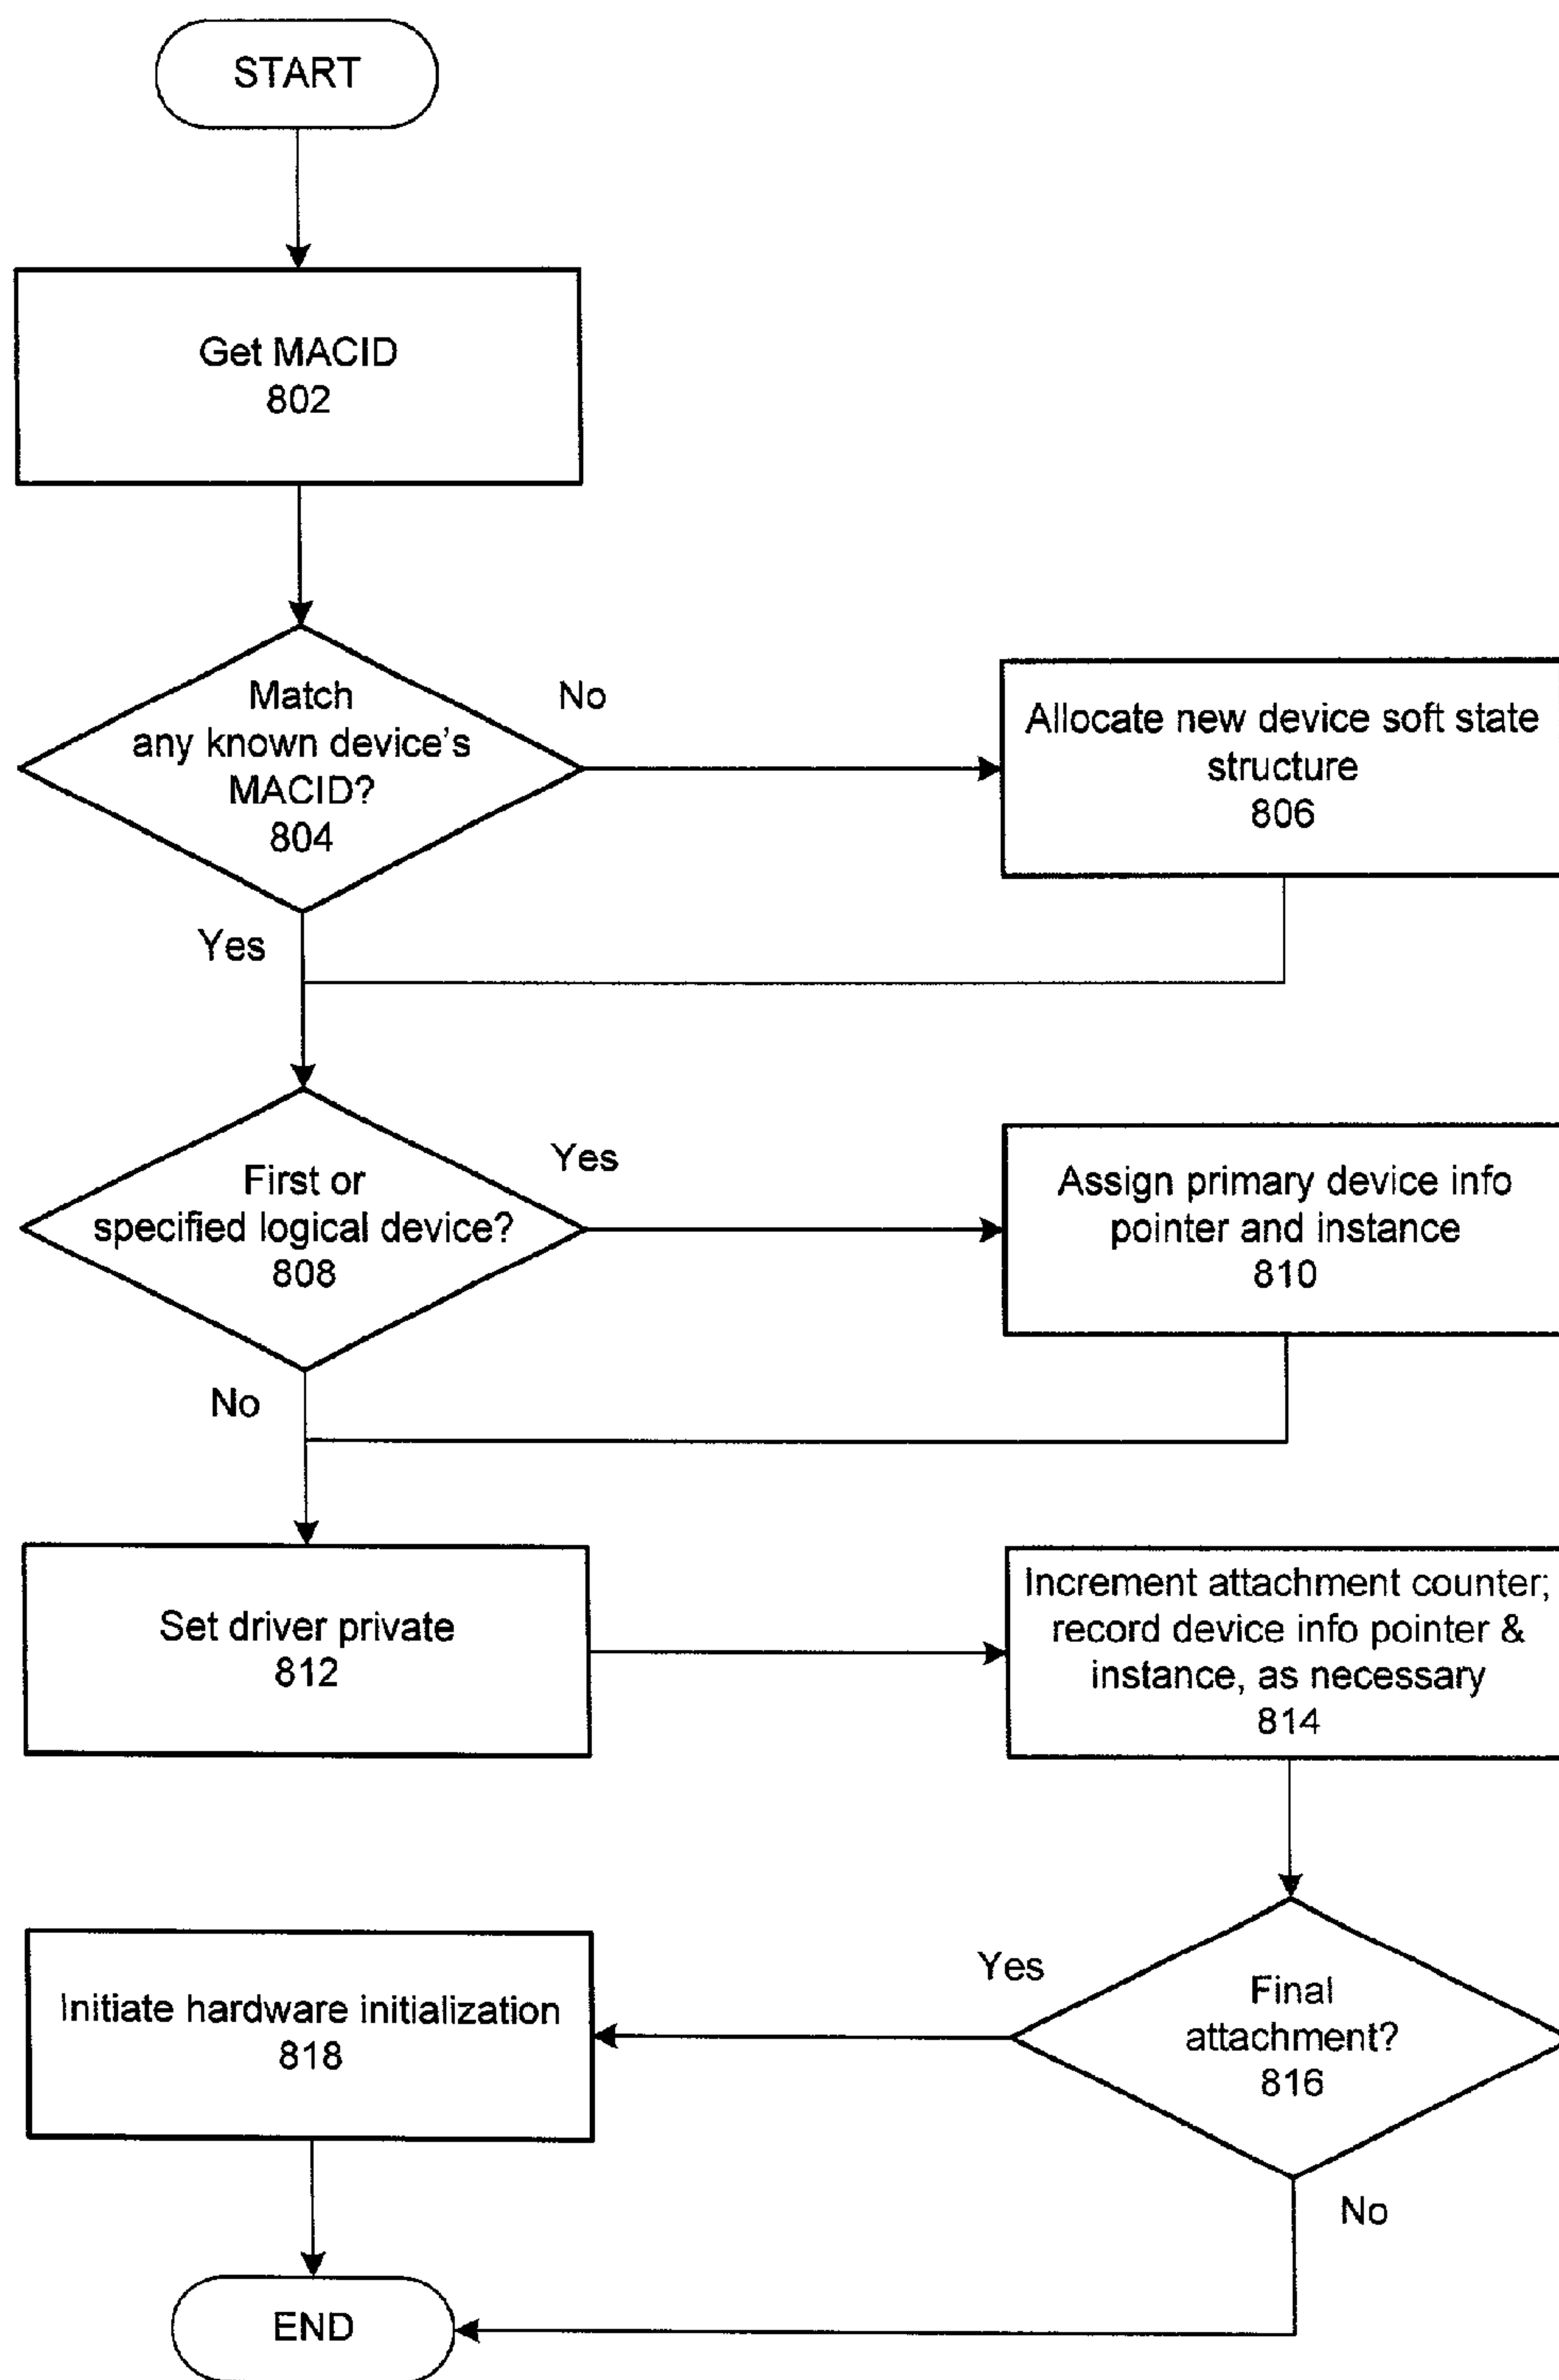 START
Get MACID
802
Match
any known device's
MACID?
804
No
Allocate new device soft state
structure
806
Yes
First or
specified logical device?
808
Yes
Assign primary device info
pointer and instance
810
No
Set driver private
812
Increment attachment counter;
record device info pointer &
instance, as necessary
814
Final
attachment?
816
Yes
Initiate hardware initialization
818
No
END